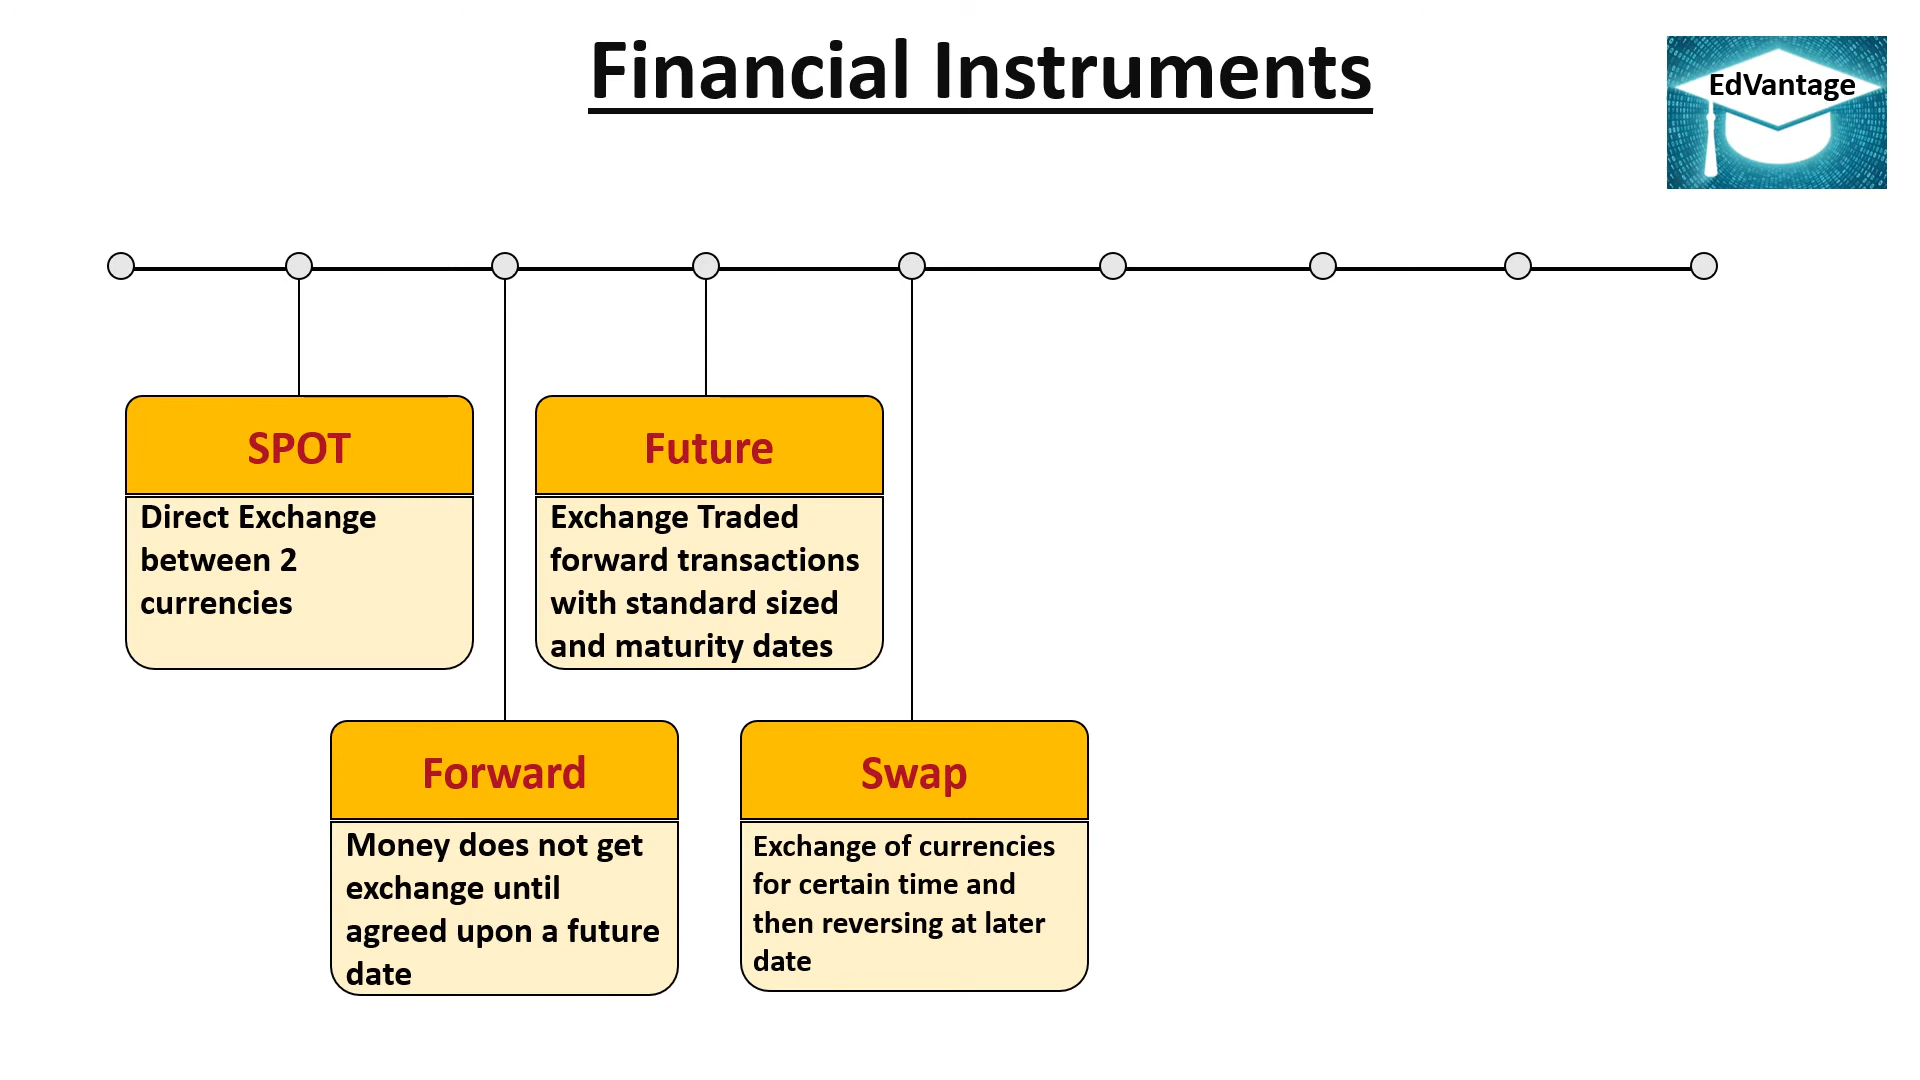 Financial Instruments
EdVantage
SPOT
Direct Exchange
between 2
currencies
Future
Exchange Traded
forward transactions
with standard sized
and maturity dates
Forward
Money does not get
exchange until
agreed upon a future
date
Swap
Exchange of currencies
for certain time and
then reversing at later
date